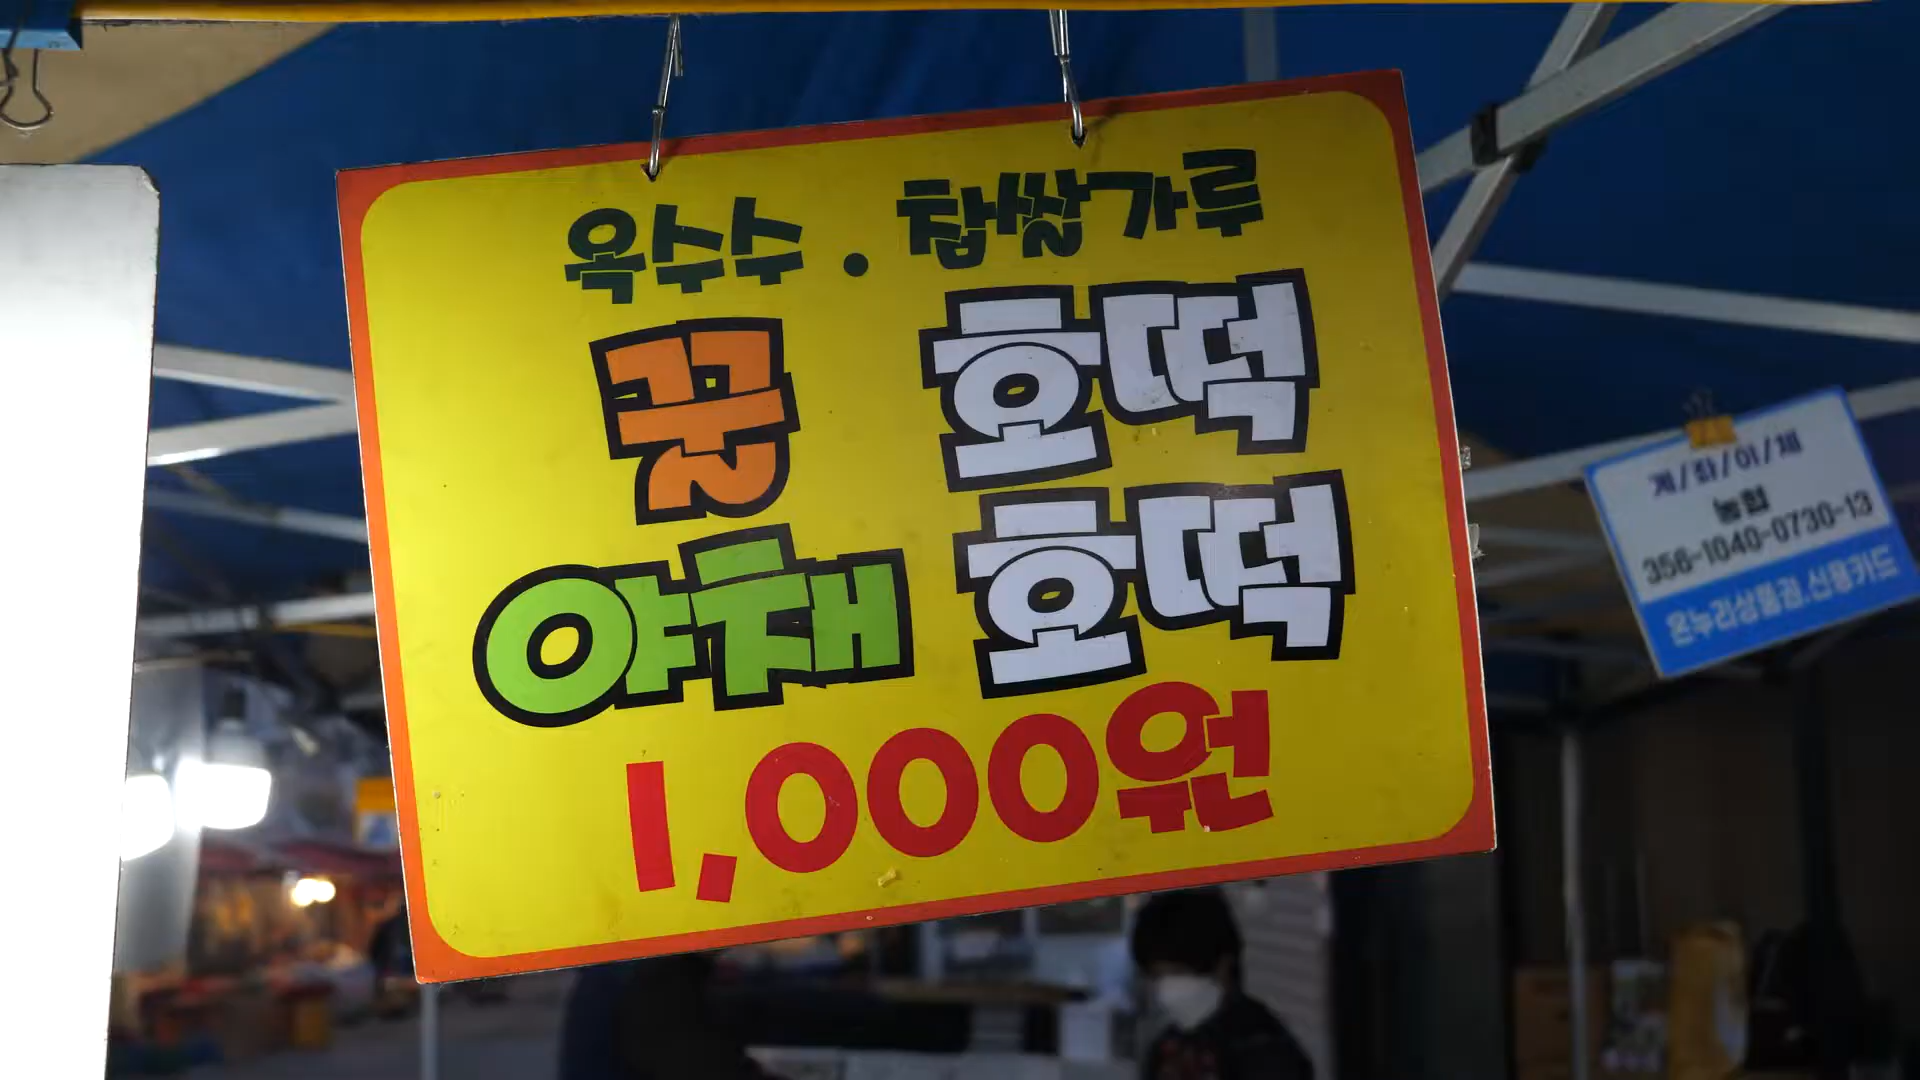 옥수수 . 찹쌀가루
꿀 호떡
야채 호떡
1,000원
계/좌/이/체
농협
356-1040-0730-13
온누리상품권,신용카드